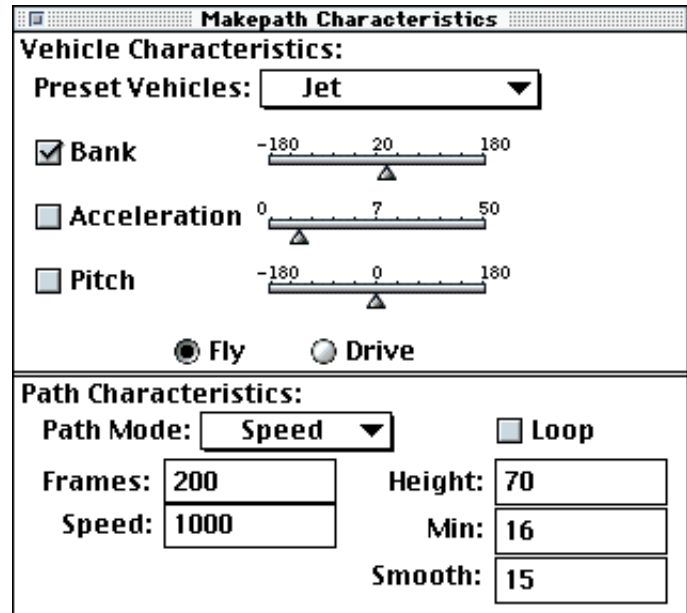 Makepath Characteristics
Vehicle Characteristics:
Preset Vehicles: Jet
Bank -180 20 180
Acceleration 0 7 50
Pitch -180 0 180
Fly Drive
Path Characteristics:
Path Mode: Speed Loop
Frames: 200 Height: 70
Speed: 1000 Min: 16
Smooth: 15